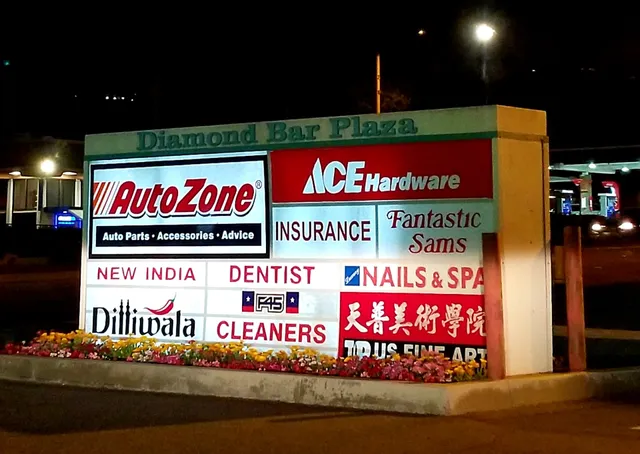 Diamond Bar Plaza
AutoZone®
Auto Parts • Accessories • Advice
ACE Hardware
INSURANCE
Fantastic
Sams
NEW INDIA
DENTIST
NAILS & SPA
Dilliwala
F45
CLEANERS
天普美術學院
US FINE ART